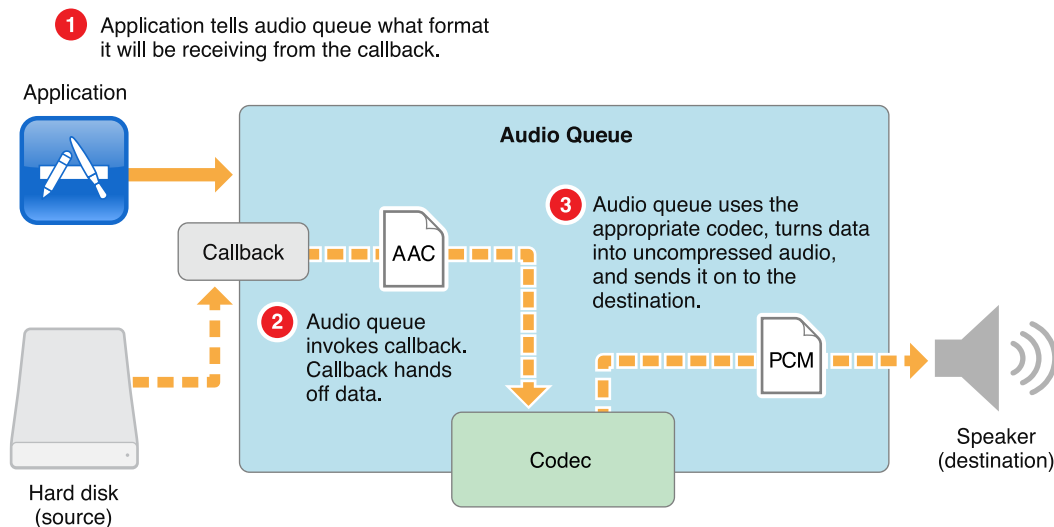 1 Application tells audio queue what format
it will be receiving from the callback.
Application
Audio Queue
3 Audio queue uses the
appropriate codec, turns data
into uncompressed audio,
and sends it on to the
destination.
Callback
AAC
2 Audio queue
invokes callback.
Callback hands
off data.
PCM
Codec
Speaker
(destination)
Hard disk
(source)